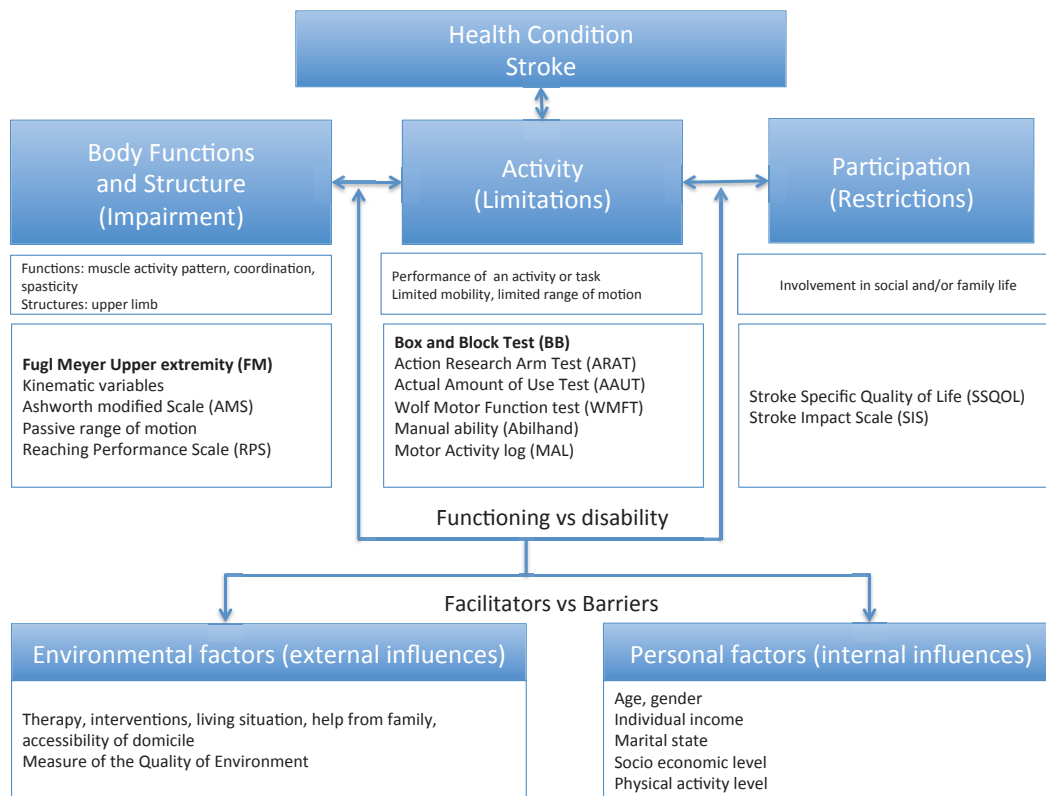 Health Condition
Stroke
Body Functions
and Structure
(Impairment)
Activity
(Limitations)
Participation
(Restrictions)
Functions: muscle activity pattern, coordination,
spasticity
Structures: upper limb
Performance of an activity or task
Limited mobility, limited range of motion
Involvement in social and/or family life
Fugl Meyer Upper extremity (FM)
Kinematic variables
Ashworth modified Scale (AMS)
Passive range of motion
Reaching Performance Scale (RPS)
Box and Block Test (BB)
Action Research Arm Test (ARAT)
Actual Amount of Use Test (AAUT)
Wolf Motor Function test (WMFT)
Manual ability (Abilhand)
Motor Activity log (MAL)
Stroke Specific Quality of Life (SSQOL)
Stroke Impact Scale (SIS)
Functioning vs disability
Facilitators vs Barriers
Environmental factors (external influences)
Therapy, interventions, living situation, help from family,
accessibility of domicile
Measure of the Quality of Environment
Personal factors (internal influences)
Age, gender
Individual income
Marital state
Socio economic level
Physical activity level